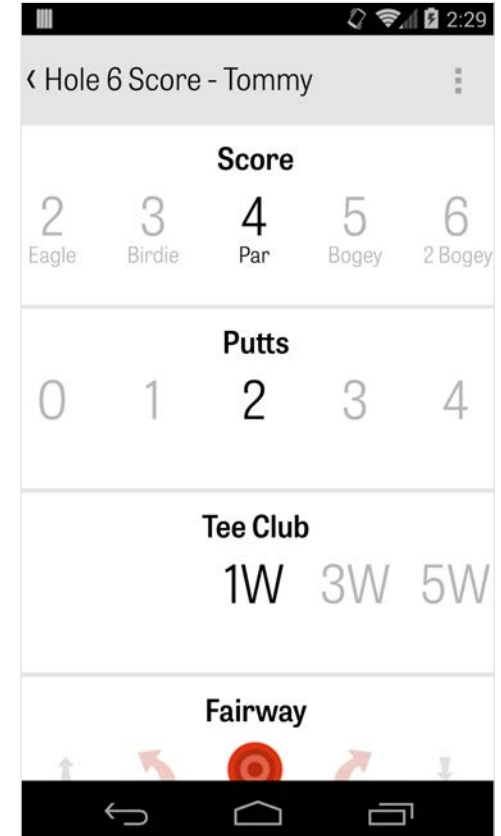 2:29
‹ Hole 6 Score - Tommy
Score
2 3 4 5 6
Eagle Birdie Par Bogey 2 Bogey
Putts
0 1 2 3 4
Tee Club
1W 3W 5W
Fairway